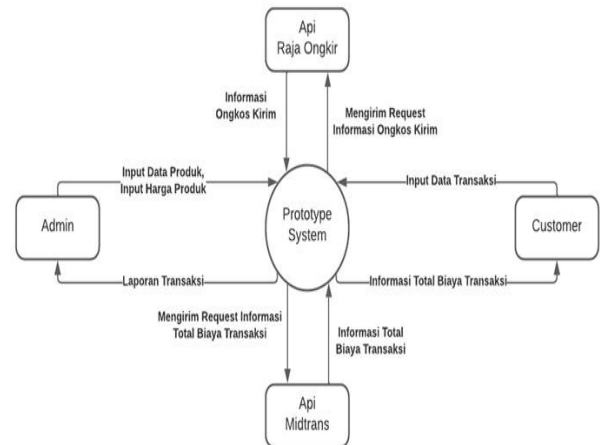 Api
Raja Ongkir
Informasi
Ongkos Kirim
Mengirim Request
Informasi Ongkos Kirim
Input Data Produk,
Input Harga Produk
Input Data Transaksi
Admin
Prototype
System
Customer
Laporan Transaksi
Informasi Total Biaya Transaksi
Mengirim Request Informasi
Total Biaya Transaksi
Informasi Total
Biaya Transaksi
Api
Midtrans